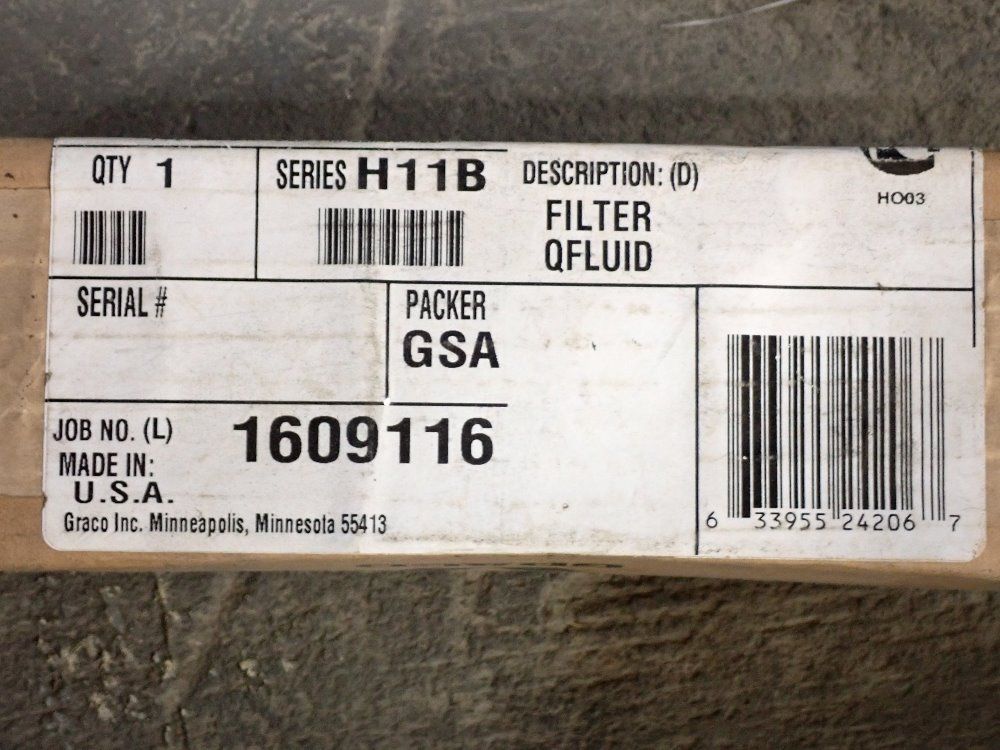 QTY 1
SERIES H11B
DESCRIPTION: (D)
FILTER
QFLUID
HO03
SERIAL #
PACKER
GSA
JOB NO. (L) 1609116
MADE IN:
U.S.A.
Graco Inc. Minneapolis, Minnesota 55413
6 33955 24206 7